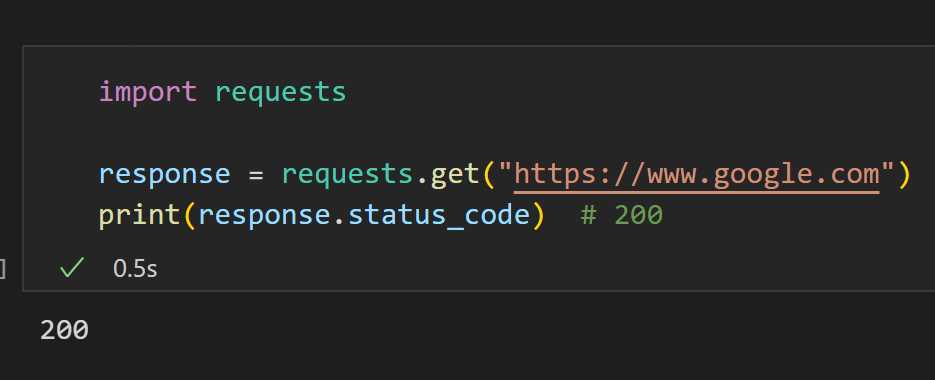 import requests
response = requests.get("https://www.google.com")
print(response.status_code)  # 200
] ✓ 0.5s
200